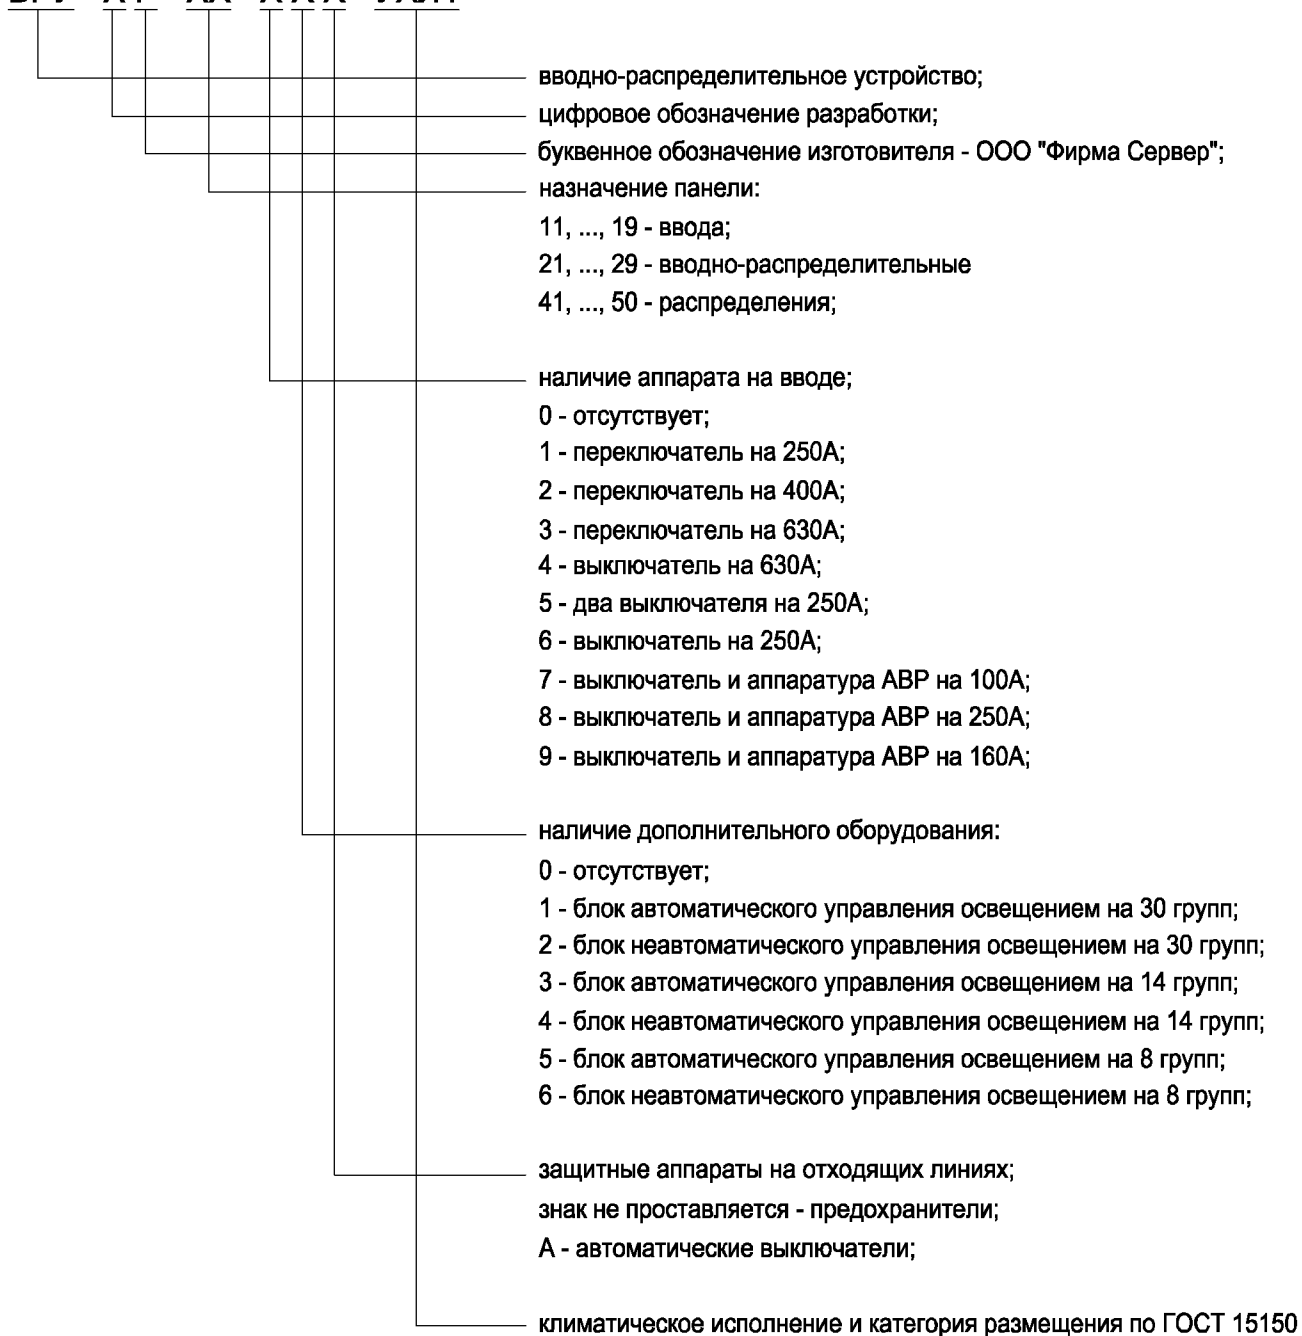 вводно-распределительное устройство;
цифровое обозначение разработки;
буквенное обозначение изготовителя - ООО "Фирма Сервер";
назначение панели:
11, ..., 19 - ввода;
21, ..., 29 - вводно-распределительные
41, ..., 50 - распределения;
наличие аппарата на вводе;
0 - отсутствует;
1 - переключатель на 250А;
2 - переключатель на 400А;
3 - переключатель на 630А;
4 - выключатель на 630А;
5 - два выключателя на 250А;
6 - выключатель на 250А;
7 - выключатель и аппаратура АВР на 100А;
8 - выключатель и аппаратура АВР на 250А;
9 - выключатель и аппаратура АВР на 160А;
наличие дополнительного оборудования:
0 - отсутствует;
1 - блок автоматического управления освещением на 30 групп;
2 - блок неавтоматического управления освещением на 30 групп;
3 - блок автоматического управления освещением на 14 групп;
4 - блок неавтоматического управления освещением на 14 групп;
5 - блок автоматического управления освещением на 8 групп;
6 - блок неавтоматического управления освещением на 8 групп;
защитные аппараты на отходящих линиях;
знак не проставляется - предохранители;
А - автоматические выключатели;
климатическое исполнение и категория размещения по ГОСТ 15150